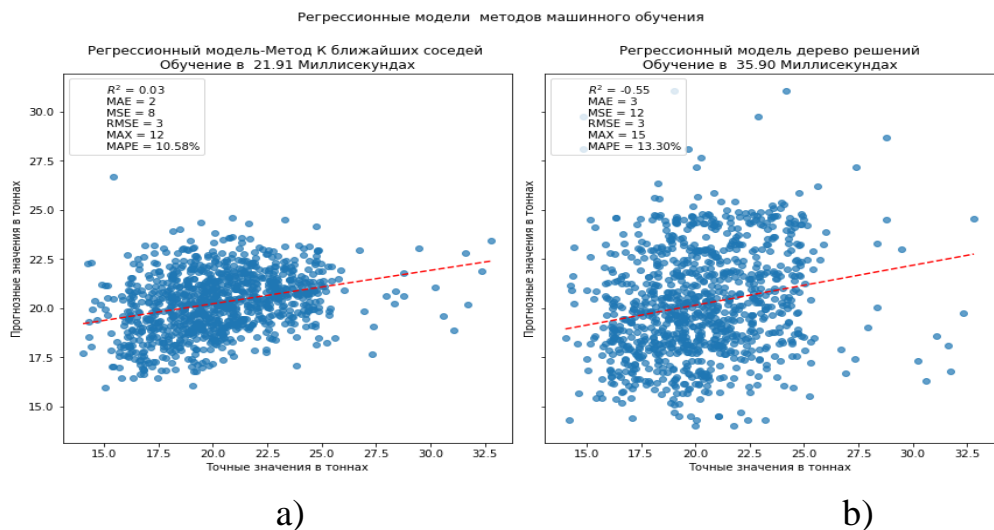 Регрессионные модели методов машинного обучения
Регрессионный модель-Метод К ближайших соседей
Обучение в 21.91 Миллисекундах
R² = 0.03
MAE = 2
MSE = 8
RMSE = 3
MAX = 12
MAPE = 10.58%
Прогнозные значения в тоннах
30.0
27.5
25.0
22.5
20.0
17.5
15.0
15.0 17.5 20.0 22.5 25.0 27.5 30.0 32.5
Точные значения в тоннах
a)
Регрессионный модель дерево решений
Обучение в 35.90 Миллисекундах
R² = -0.55
MAE = 3
MSE = 12
RMSE = 3
MAX = 15
MAPE = 13.30%
Прогнозные значения в тоннах
15.0 17.5 20.0 22.5 25.0 27.5 30.0 32.5
Точные значения в тоннах
b)